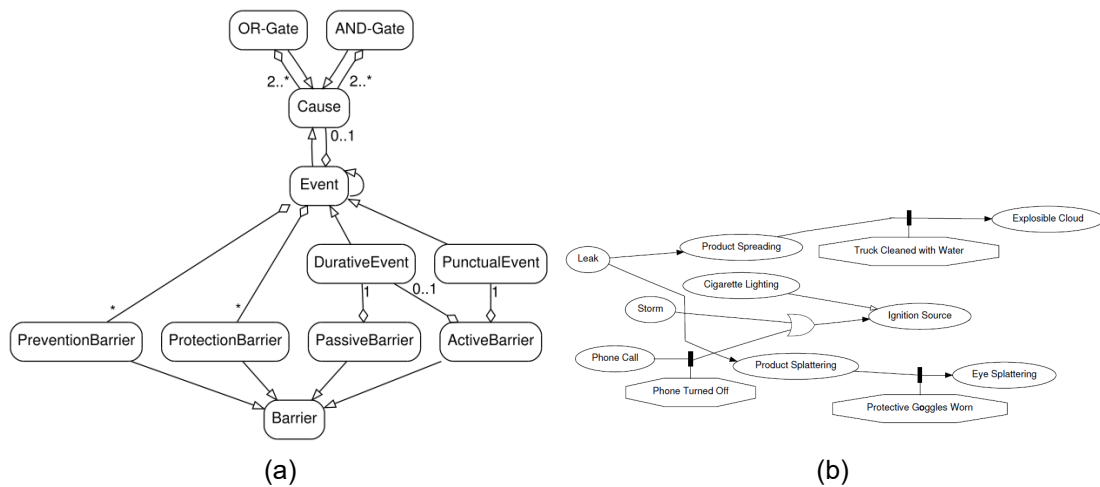 OR-Gate
AND-Gate
2..*
2..*
Cause
0..1
Event
DurativeEvent
PunctualEvent
0..1
*
*
1
1
PreventionBarrier
ProtectionBarrier
PassiveBarrier
ActiveBarrier
Barrier
(a)
Explosible Cloud
Product Spreading
Truck Cleaned with Water
Leak
Cigarette Lighting
Storm
Ignition Source
Phone Call
Product Splattering
Eye Splattering
Phone Turned Off
Protective Goggles Worn
(b)